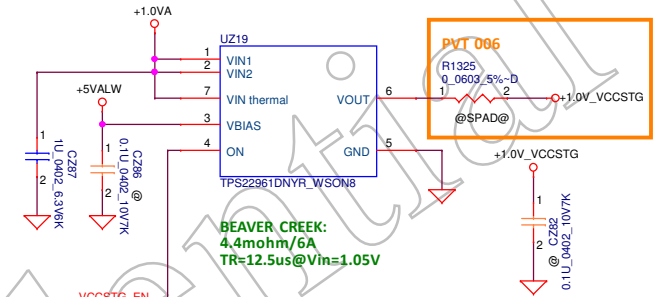 +1.0VA
UZ19
1
VIN1
2
VIN2
+5VALW
7
VIN thermal
VOUT
6
3
VBIAS
4
ON
GND
5
TPS22961DNYR_WSON8
PVT 006
R1325
0_0603_5%~D
1
2
+1.0V_VCCSTG
@SPAD@
1
2
CZ87
1U_0402_6.3V6K
1
2
CZ86
@
0.1U_0402_10V7K
BEAVER CREEK:
4.4mohm/6A
TR=12.5us@Vin=1.05V
+1.0V_VCCSTG
1
2
@
CZ82
0.1U_0402_10V7K
VCCSTG_EN